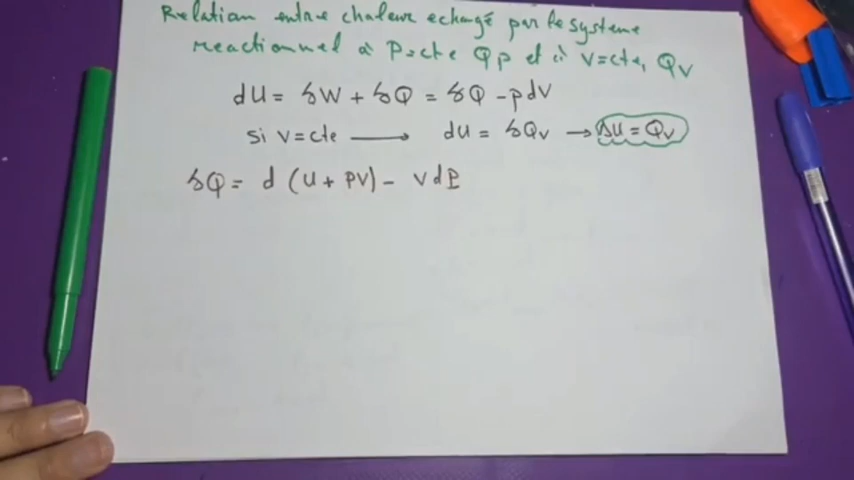 Relation entre chaleur echangé par le systeme
reactionnel à P=cte Qp et à V=cte, Qv
dU = δW + δQ = δQ - pdV
si V=cte → dU = δQv → ΔU = Qv
δQ = d (U + PV) - VdP